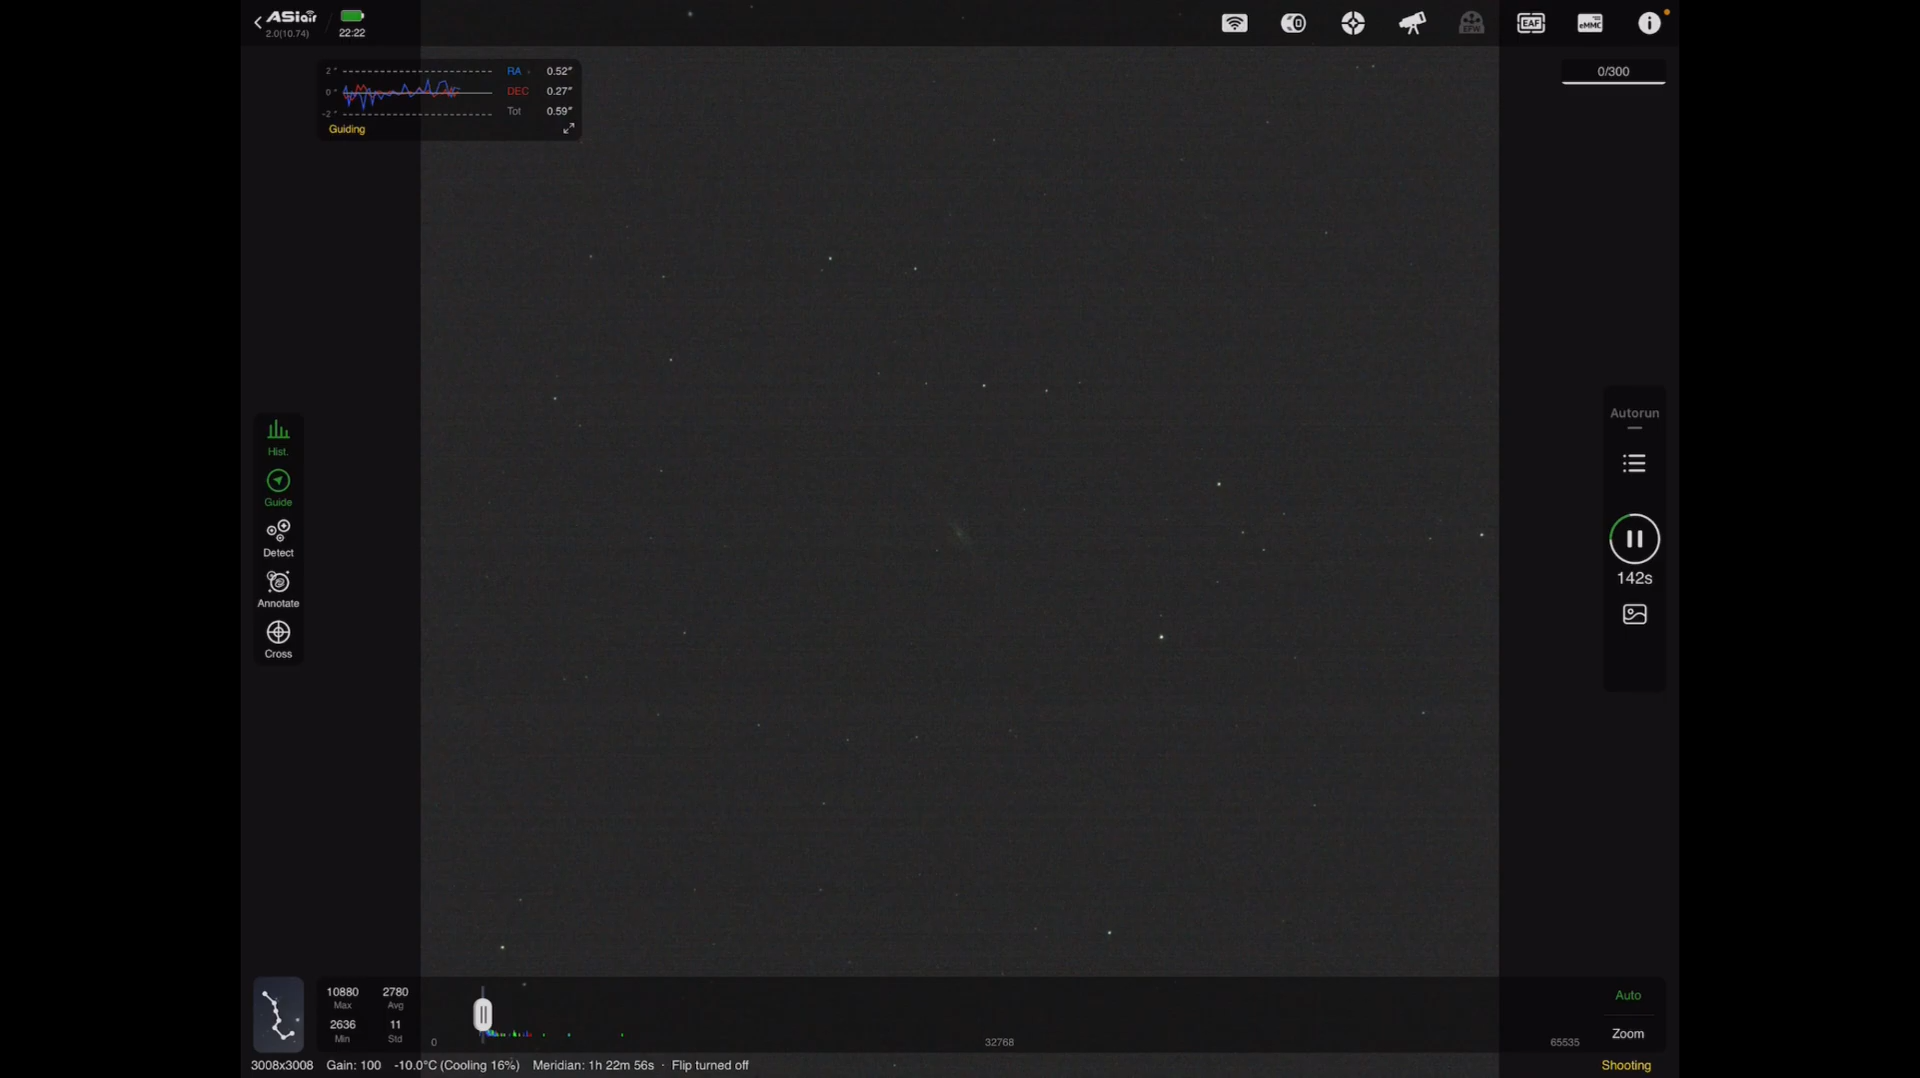 ASIair
2.0(10.74)
22:22
EFW
EAF
eMMC
0/300
2 "
0 "
-2 "
RA
0.52"
DEC
0.27"
Tot
0.59"
Guiding
Hist.
Guide
Detect
Annotate
Cross
Autorun
142s
10880
Max
2780
Avg
2636
Min
11
Std
0
32768
65535
Auto
Zoom
3008x3008
Gain: 100
-10.0°C (Cooling 16%)
Meridian: 1h 22m 56s · Flip turned off
Shooting